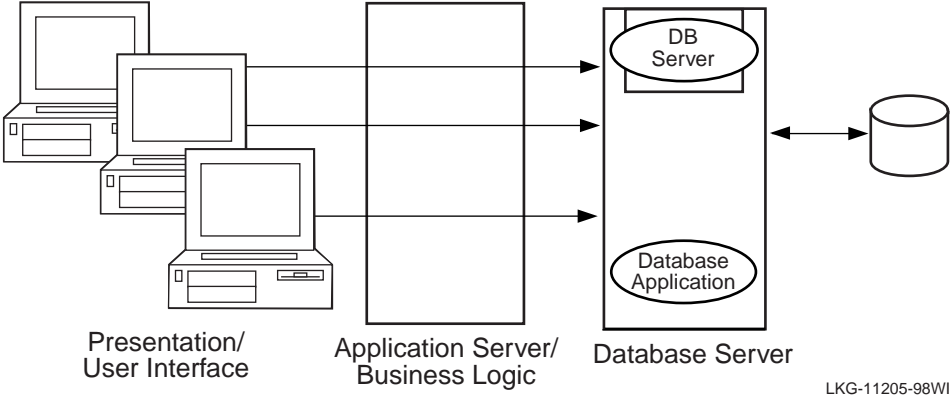 DB
Server
Database
Application
Presentation/
User Interface
Application Server/
Business Logic
Database Server
LKG-11205-98WI